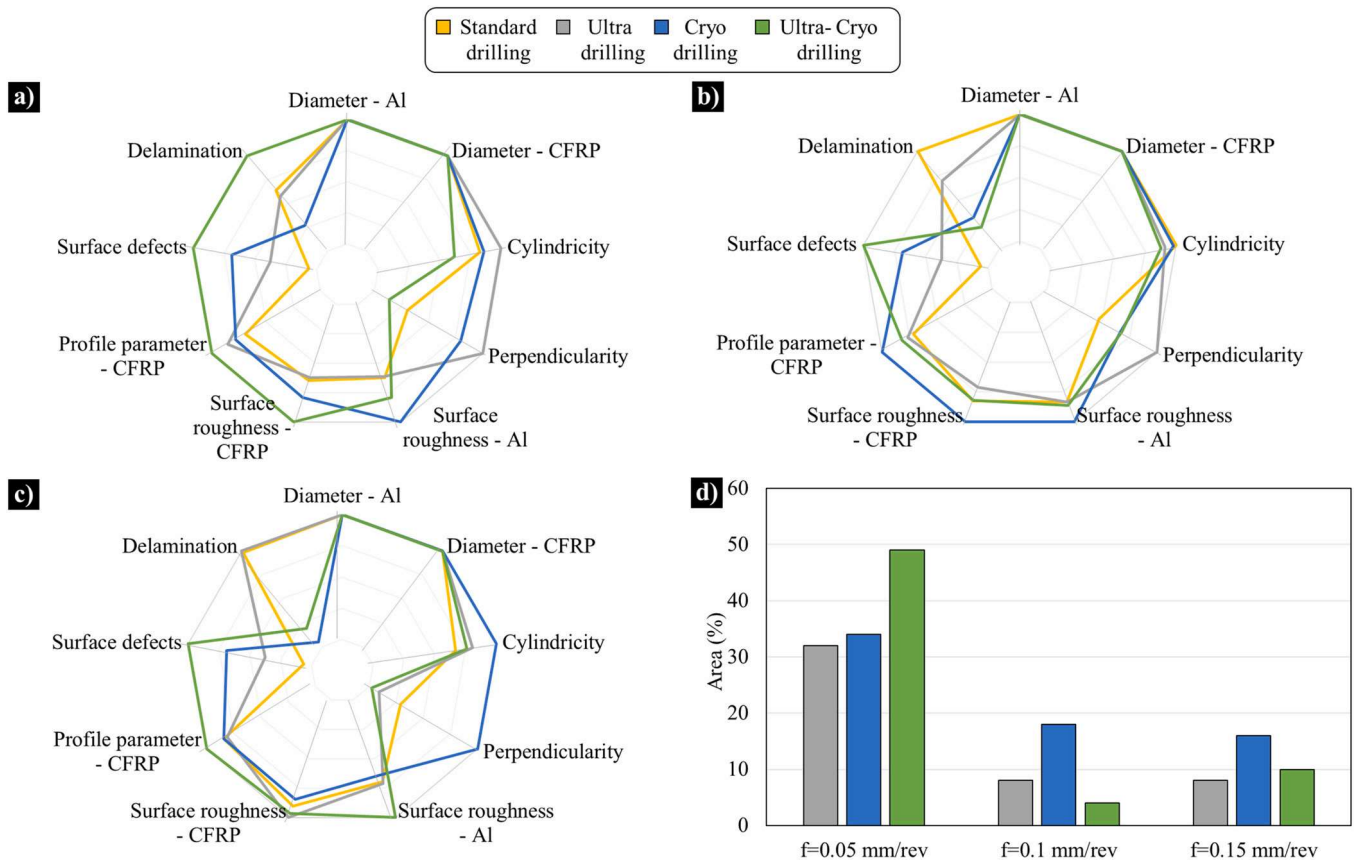 Standard drilling
Ultra drilling
Cryo drilling
Ultra- Cryo drilling
a)
Diameter - Al
Diameter - CFRP
Cylindricity
Perpendicularity
Surface
roughness - Al
Surface
roughness -
CFRP
Profile parameter
- CFRP
Surface defects
Delamination
b)
Diameter - Al
Diameter - CFRP
Cylindricity
Perpendicularity
Surface roughness
- Al
Surface roughness
- CFRP
Profile parameter -
CFRP
Surface defects
Delamination
c)
Diameter - Al
Diameter - CFRP
Cylindricity
Perpendicularity
Surface roughness
- Al
Surface roughness
- CFRP
Profile parameter
- CFRP
Surface defects
Delamination
d)
60
50
40
30
20
10
0
Area (%)
f=0.05 mm/rev
f=0.1 mm/rev
f=0.15 mm/rev